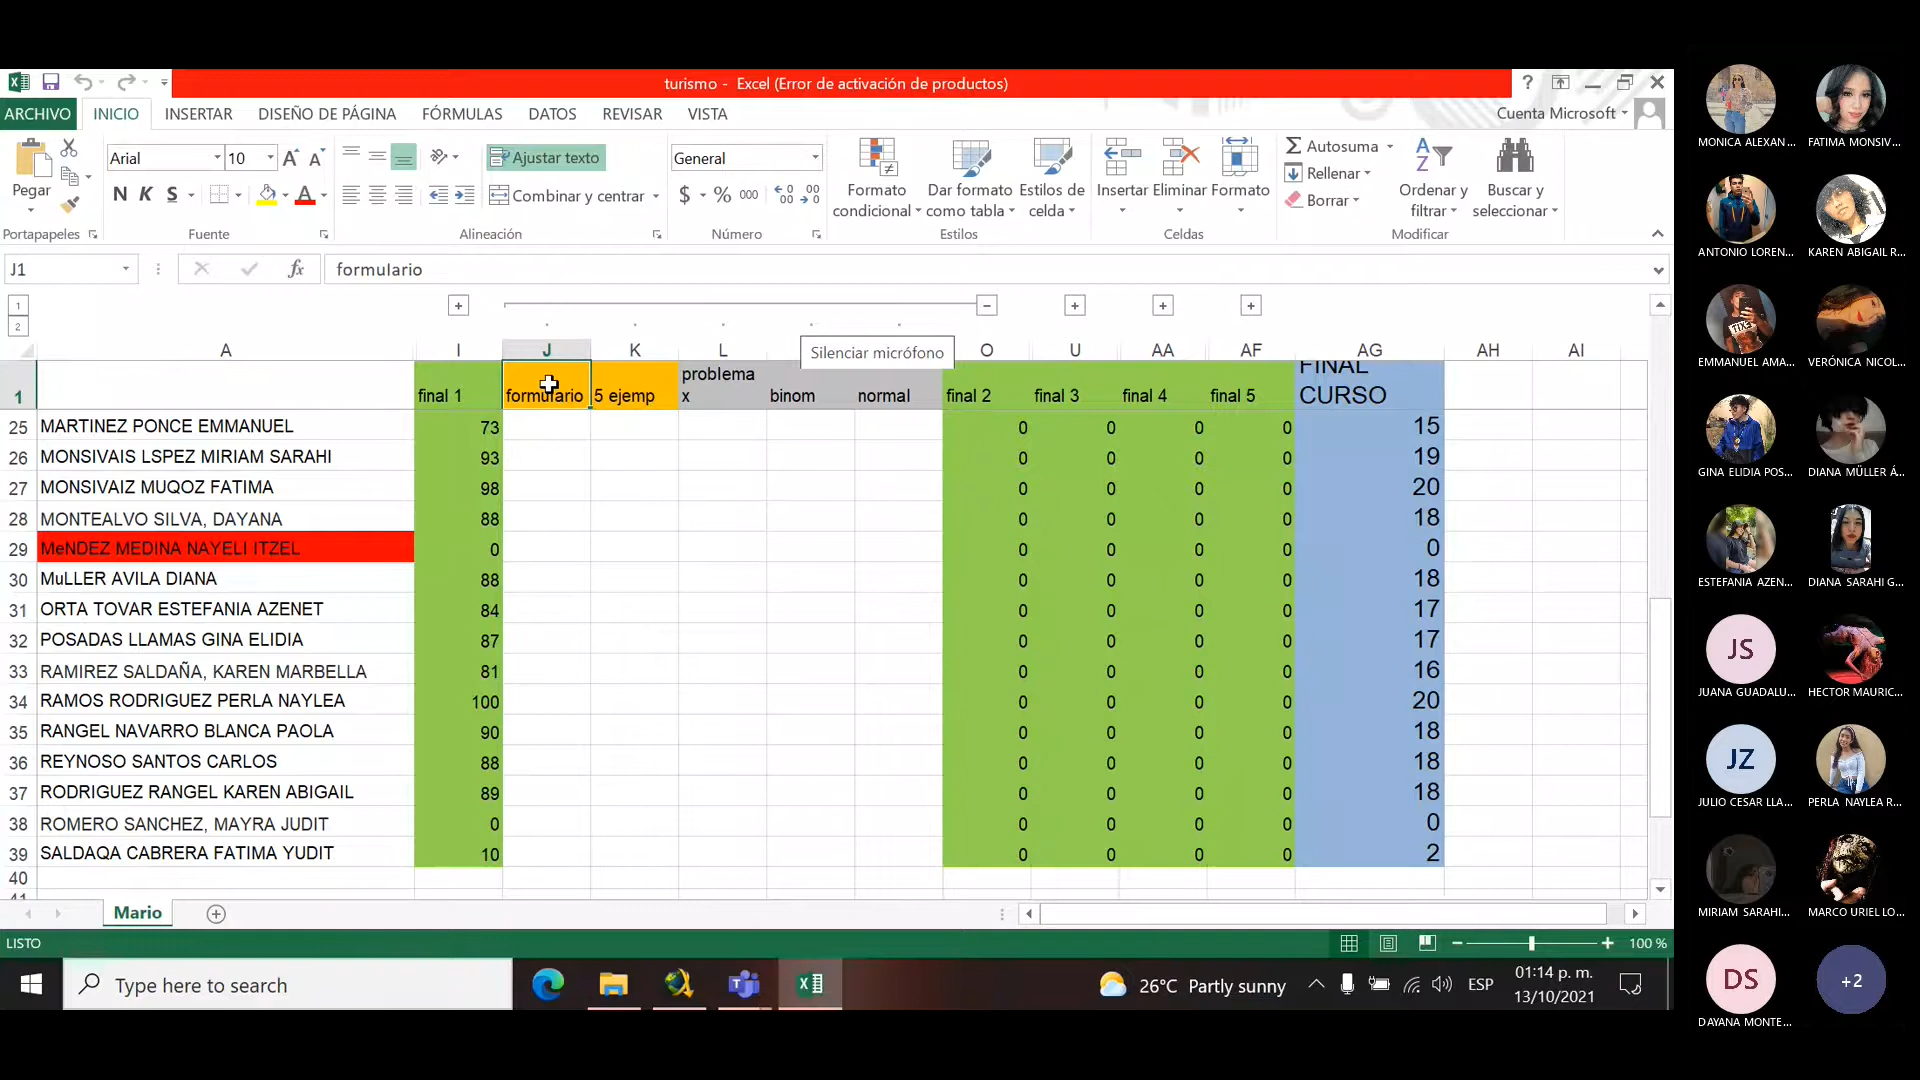 turismo - Excel (Error de activación de productos)
?
ARCHIVO INICIO INSERTAR DISEÑO DE PÁGINA FÓRMULAS DATOS REVISAR VISTA
Cuenta Microsoft
Pegar
Portapapeles
Arial
10
N K S
Fuente
Ajustar texto
Combinar y centrar
Alineación
General
$ % 000
Número
Formato
condicional
Dar formato
como tabla
Estilos de
celda
Estilos
Insertar Eliminar Formato
Celdas
Autosuma
Rellenar
Borrar
Ordenar y
filtrar
Buscar y
seleccionar
Modificar
J1
fx
formulario
1
2
Silenciar micrófono
A I J K L O U AA AF AG AH AI
1 final 1 formulario 5 ejemp problema x binom normal final 2 final 3 final 4 final 5 FINAL CURSO
25 MARTINEZ PONCE EMMANUEL 73 0 0 0 0 15
26 MONSIVAIS LSPEZ MIRIAM SARAHI 93 0 0 0 0 19
27 MONSIVAIZ MUQOZ FATIMA 98 0 0 0 0 20
28 MONTEALVO SILVA, DAYANA 88 0 0 0 0 18
29 MeNDEZ MEDINA NAYELI ITZEL 0 0 0 0 0 0
30 MuLLER AVILA DIANA 88 0 0 0 0 18
31 ORTA TOVAR ESTEFANIA AZENET 84 0 0 0 0 17
32 POSADAS LLAMAS GINA ELIDIA 87 0 0 0 0 17
33 RAMIREZ SALDAÑA, KAREN MARBELLA 81 0 0 0 0 16
34 RAMOS RODRIGUEZ PERLA NAYLEA 100 0 0 0 0 20
35 RANGEL NAVARRO BLANCA PAOLA 90 0 0 0 0 18
36 REYNOSO SANTOS CARLOS 88 0 0 0 0 18
37 RODRIGUEZ RANGEL KAREN ABIGAIL 89 0 0 0 0 18
38 ROMERO SANCHEZ, MAYRA JUDIT 0 0 0 0 0 0
39 SALDAQA CABRERA FATIMA YUDIT 10 0 0 0 0 2
40
Mario
LISTO
100 %
Type here to search
26°C Partly sunny
ESP
01:14 p. m.
13/10/2021
MONICA ALEXAN...
FATIMA MONSIV...
ANTONIO LOREN...
KAREN ABIGAIL R...
EMMANUEL AMA...
VERÓNICA NICOL...
GINA ELIDIA POS...
DIANA MÜLLER Á...
ESTEFANIA AZEN...
DIANA SARAHI G...
JS
JUANA GUADALU...
HECTOR MAURIC...
JZ
JULIO CESAR LLA...
PERLA NAYLEA R...
MIRIAM SARAHI...
MARCO URIEL LO...
DS
+2
DAYANA MONTE...